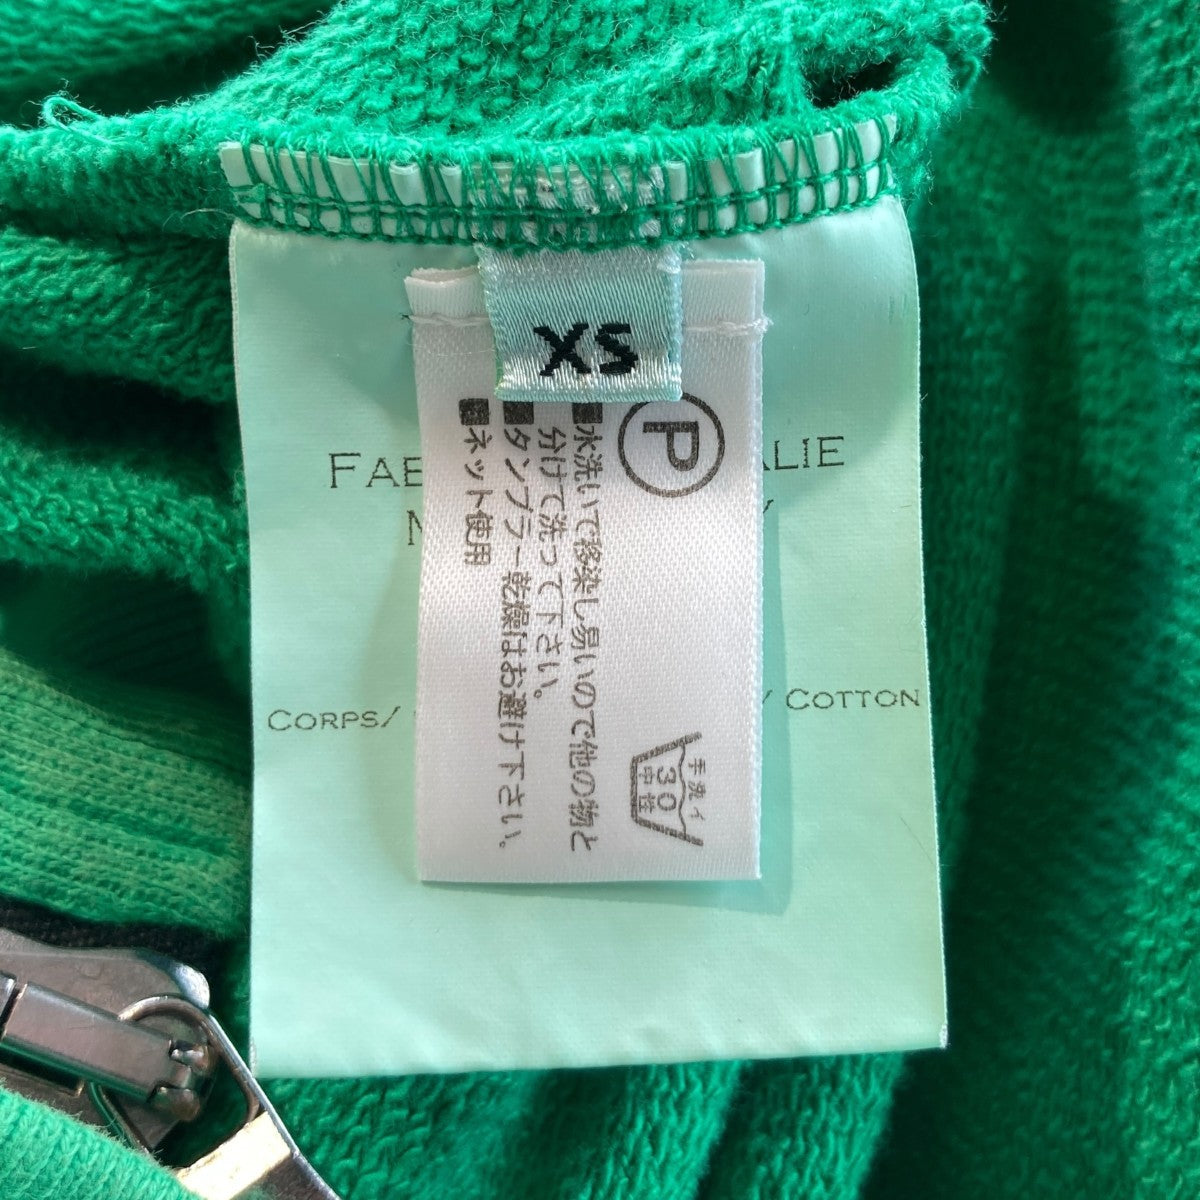 XS
FAB
ALIE
M
Y
CORPS/
/ COTTON
P
■水洗いで移染し易いので他の物と
分けて洗って下さい。
■タンブラー乾燥はお避け下さい。
■ネット使用
手洗イ
30
中性